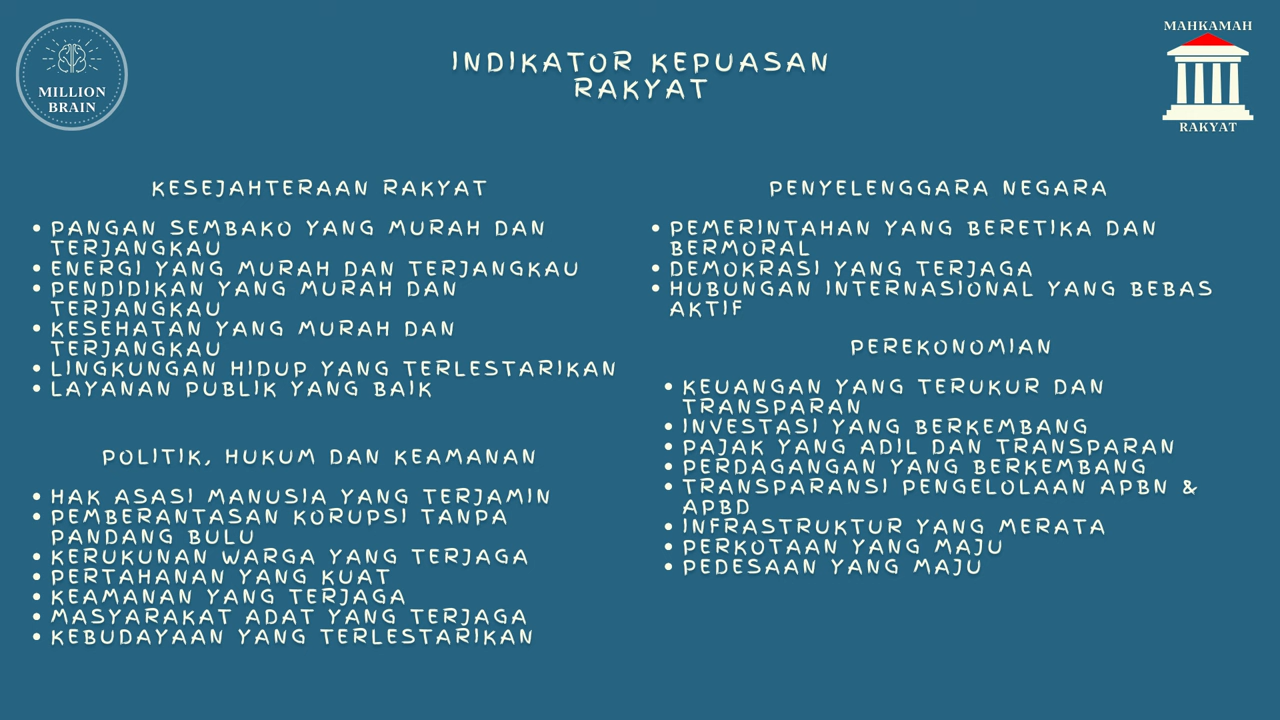 MILLION
BRAIN
INDIKATOR KEPUASAN
RAKYAT
MAHKAMAH
RAKYAT
KESEJAHTERAAN RAKYAT
• PANGAN SEMBAKO YANG MURAH DAN
TERJANGKAU
• ENERGI YANG MURAH DAN TERJANGKAU
• PENDIDIKAN YANG MURAH DAN
TERJANGKAU
• KESEHATAN YANG MURAH DAN
TERJANGKAU
• LINGKUNGAN HIDUP YANG TERLESTARIKAN
• LAYANAN PUBLIK YANG BAIK
POLITIK, HUKUM DAN KEAMANAN
• HAK ASASI MANUSIA YANG TERJAMIN
• PEMBERANTASAN KORUPSI TANPA
PANDANG BULU
• KERUKUNAN WARGA YANG TERJAGA
• PERTAHANAN YANG KUAT
• KEAMANAN YANG TERJAGA
• MASYARAKAT ADAT YANG TERJAGA
• KEBUDAYAAN YANG TERLESTARIKAN
PENYELENGGARA NEGARA
• PEMERINTAHAN YANG BERETIKA DAN
BERMORAL
• DEMOKRASI YANG TERJAGA
• HUBUNGAN INTERNASIONAL YANG BEBAS
AKTIF
PEREKONOMIAN
• KEUANGAN YANG TERUKUR DAN
TRANSPARAN
• INVESTASI YANG BERKEMBANG
• PAJAK YANG ADIL DAN TRANSPARAN
• PERDAGANGAN YANG BERKEMBANG
• TRANSPARANSI PENGELOLAAN APBN &
APBD
• INFRASTRUKTUR YANG MERATA
• PERKOTAAN YANG MAJU
• PEDESAAN YANG MAJU